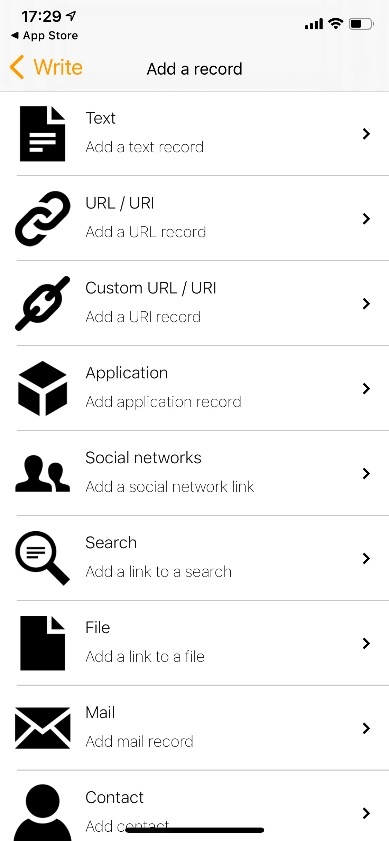 17:29
App Store
Write
Add a record
Text
Add a text record
URL / URI
Add a URL record
Custom URL / URI
Add a URI record
Application
Add application record
Social networks
Add a social network link
Search
Add a link to a search
File
Add a link to a file
Mail
Add mail record
Contact
Add contact